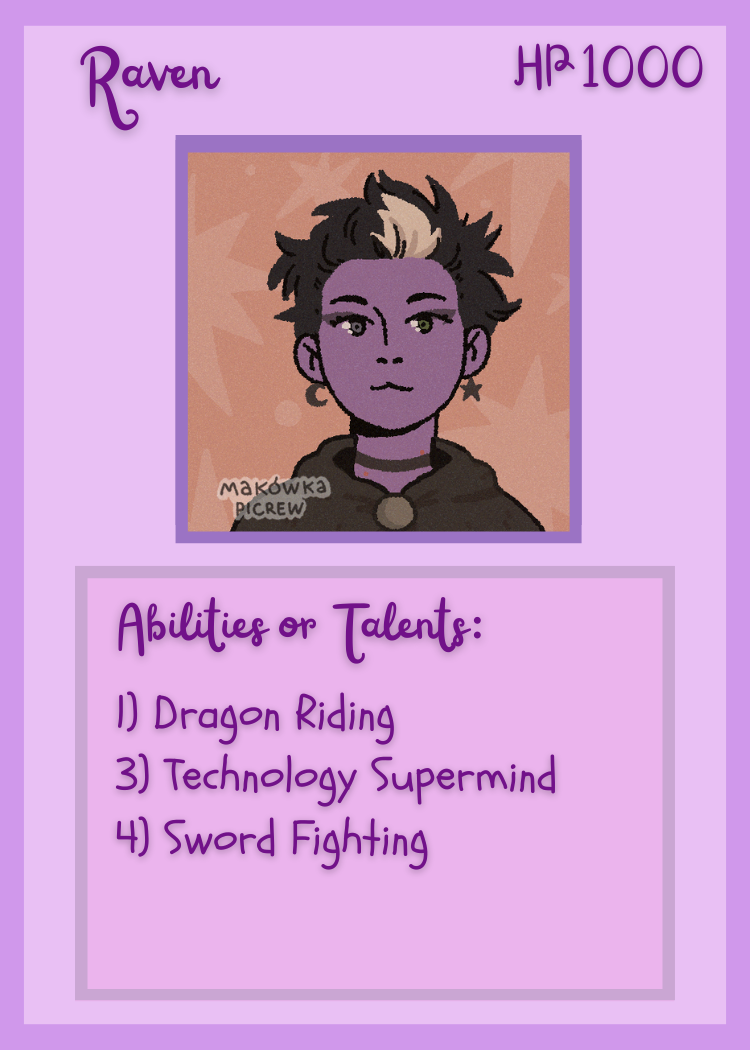 Raven
HP 1000
MAKÓWKA
PICREW
Abilities or Talents:
1) Dragon Riding
3) Technology Supermind
4) Sword Fighting